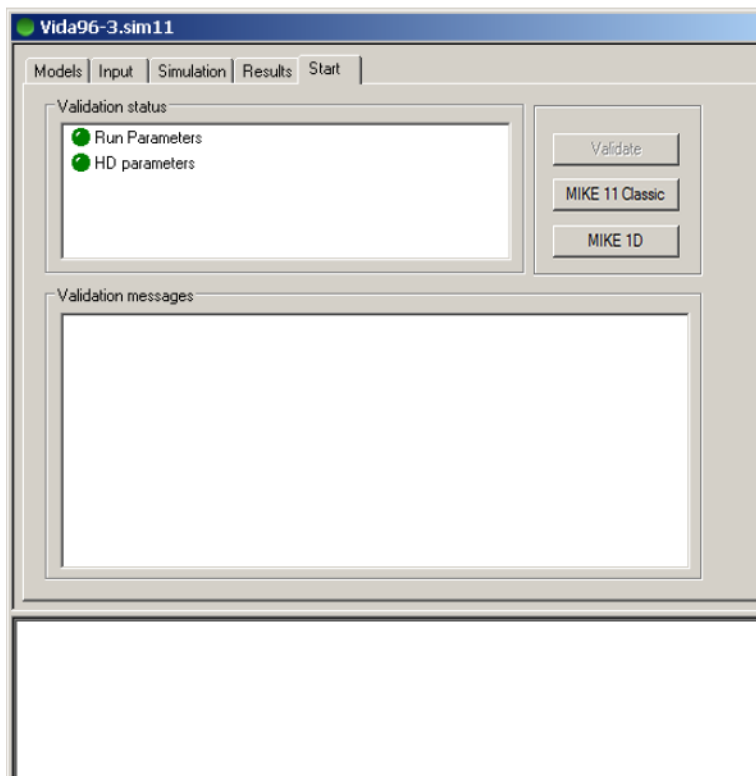 Vida96-3.sim11
Models Input Simulation Results Start
Validation status
Run Parameters
HD parameters
Validate
MIKE 11 Classic
MIKE 1D
Validation messages